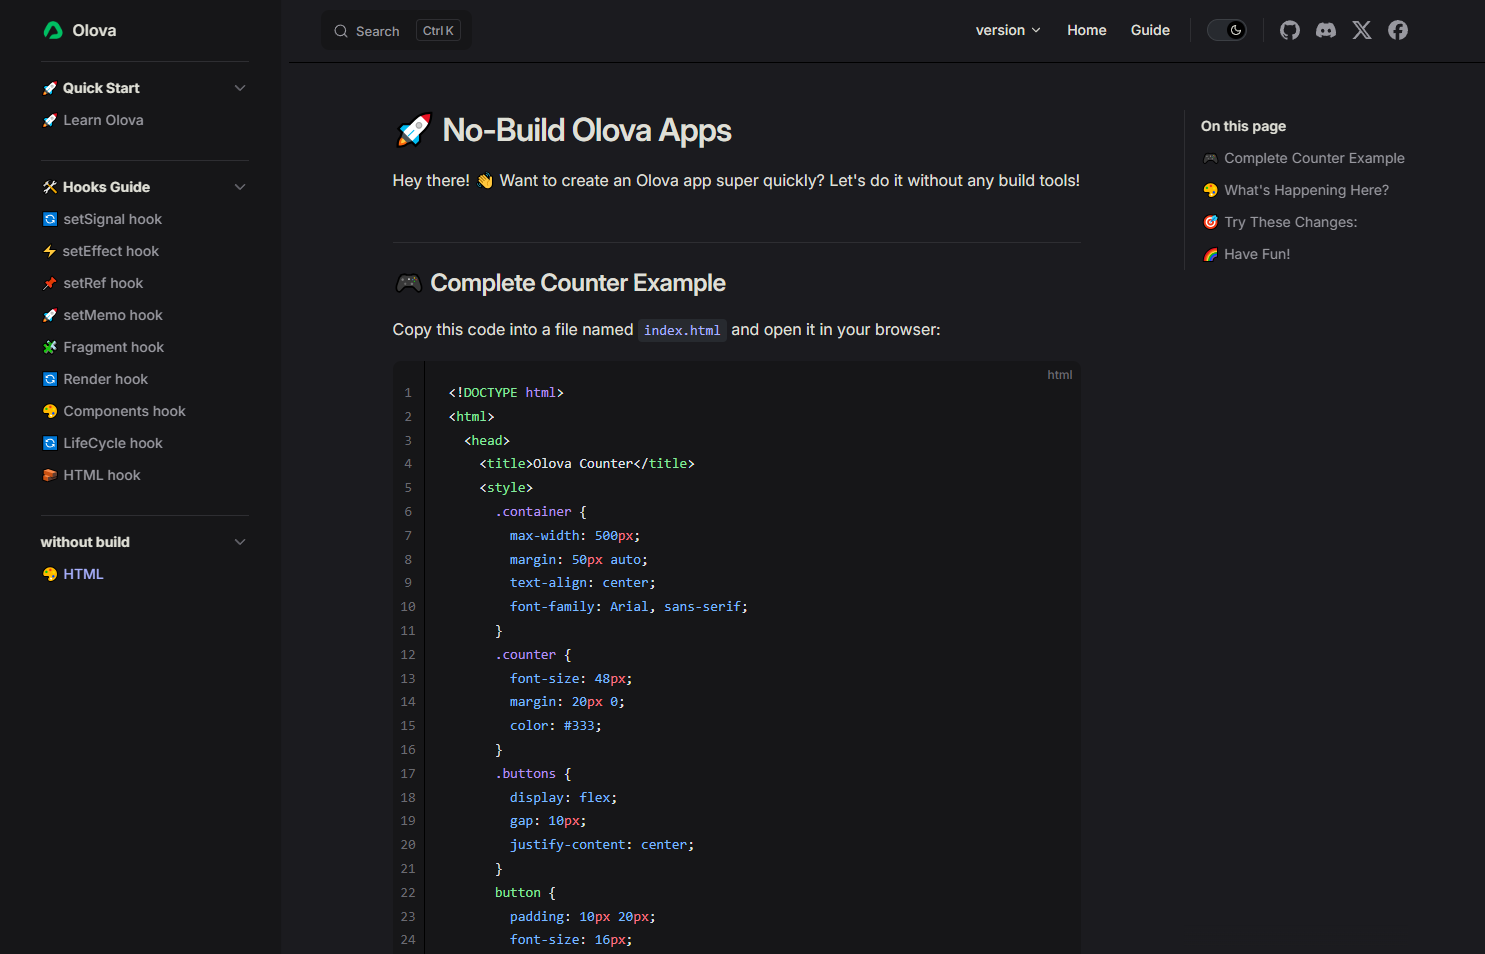 Olova
Search Ctrl K
version Home Guide
🚀 Quick Start
🚀 Learn Olova
🛠️ Hooks Guide
🔄 setSignal hook
⚡ setEffect hook
📌 setRef hook
🚀 setMemo hook
🧩 Fragment hook
🔄 Render hook
🎨 Components hook
🔄 LifeCycle hook
🧱 HTML hook
without build
🎨 HTML
🚀 No-Build Olova Apps
Hey there! 👋 Want to create an Olova app super quickly? Let's do it without any build tools!
🎮 Complete Counter Example
Copy this code into a file named index.html and open it in your browser:
html
1 <!DOCTYPE html>
2 <html>
3 <head>
4 <title>Olova Counter</title>
5 <style>
6 .container {
7 max-width: 500px;
8 margin: 50px auto;
9 text-align: center;
10 font-family: Arial, sans-serif;
11 }
12 .counter {
13 font-size: 48px;
14 margin: 20px 0;
15 color: #333;
16 }
17 .buttons {
18 display: flex;
19 gap: 10px;
20 justify-content: center;
21 }
22 button {
23 padding: 10px 20px;
24 font-size: 16px;
On this page
🎮 Complete Counter Example
🎨 What's Happening Here?
🎯 Try These Changes:
🌈 Have Fun!